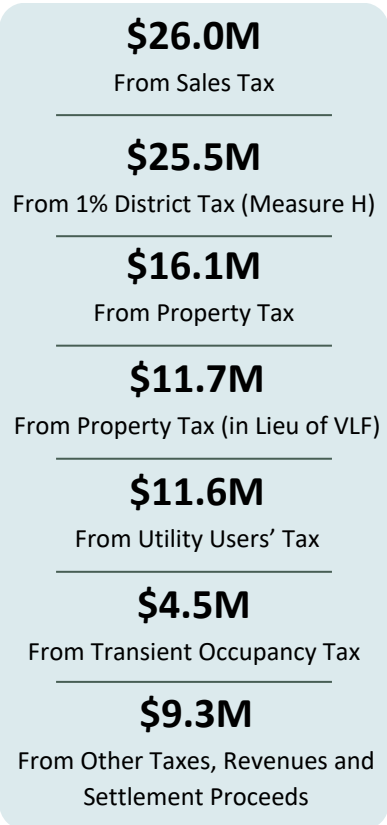 $26.0M
From Sales Tax
$25.5M
From 1% District Tax (Measure H)
$16.1M
From Property Tax
$11.7M
From Property Tax (in Lieu of VLF)
$11.6M
From Utility Users’ Tax
$4.5M
From Transient Occupancy Tax
$9.3M
From Other Taxes, Revenues and
Settlement Proceeds